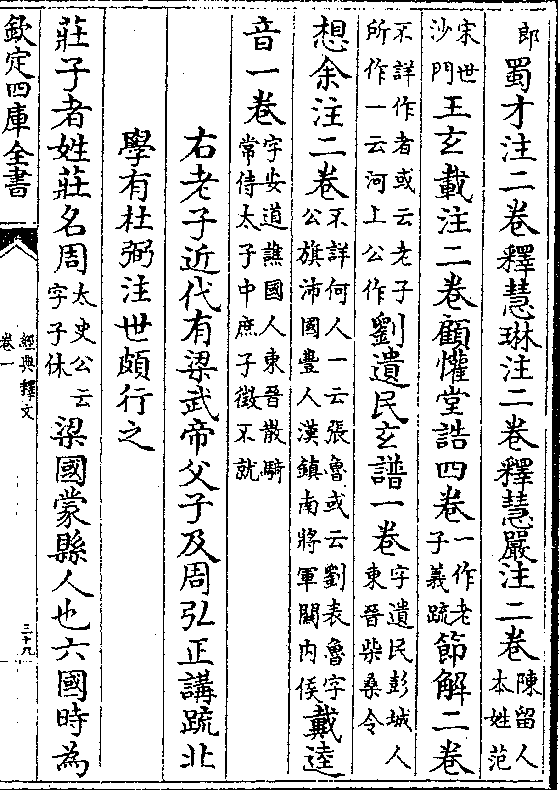 郎蜀才注二卷釋慧琳注二卷釋慧嚴注二卷陳留人本姓范
宋世沙門王玄載注二卷顧懽堂誥四卷一作老子義疏節解二卷
不詳作者或云老子所作一云河上公作劉遺民玄譜一卷字遺民彭城人東晉柴桑令
想余注二卷不詳何人一云張魯或云劉表魯字公旗沛國豊人漢鎮南將軍關内侯戴逵
音一卷字安道譙國人東晉散騎常侍太子中庶子徵不就
右老子近代有梁武帝父子及周弘正講疏北
學有杜弼注世頗行之
莊子者姓莊名周太史公云字子休梁國蒙縣人也六國時為
欽定四庫全書
經典釋文
卷一
三十九